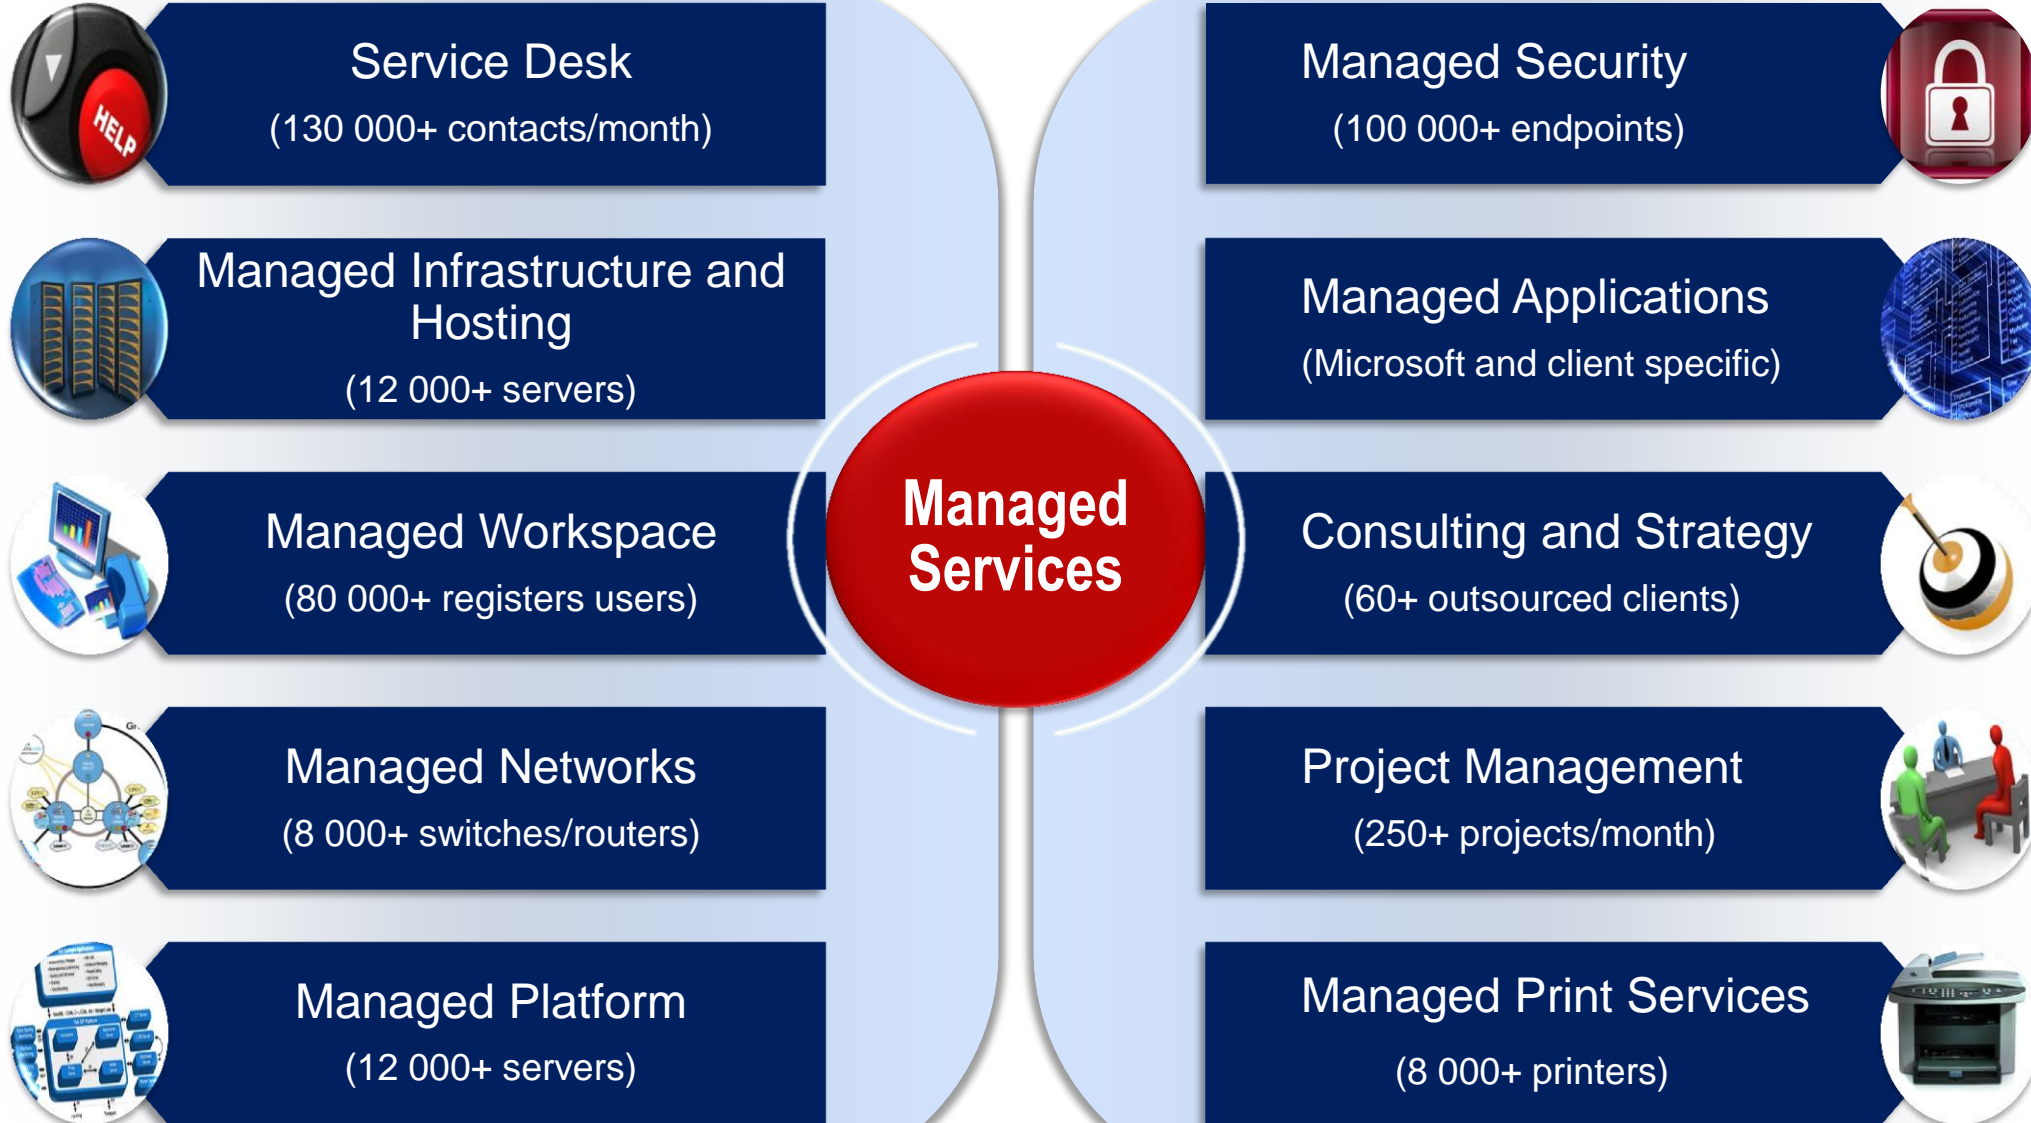 Service Desk
(130 000+ contacts/month)
HELP
Managed Infrastructure and
Hosting
(12 000+ servers)
Managed Workspace
(80 000+ registers users)
Managed Networks
(8 000+ switches/routers)
Managed Platform
(12 000+ servers)
Managed
Services
Managed Security
(100 000+ endpoints)
Managed Applications
(Microsoft and client specific)
Consulting and Strategy
(60+ outsourced clients)
Project Management
(250+ projects/month)
Managed Print Services
(8 000+ printers)